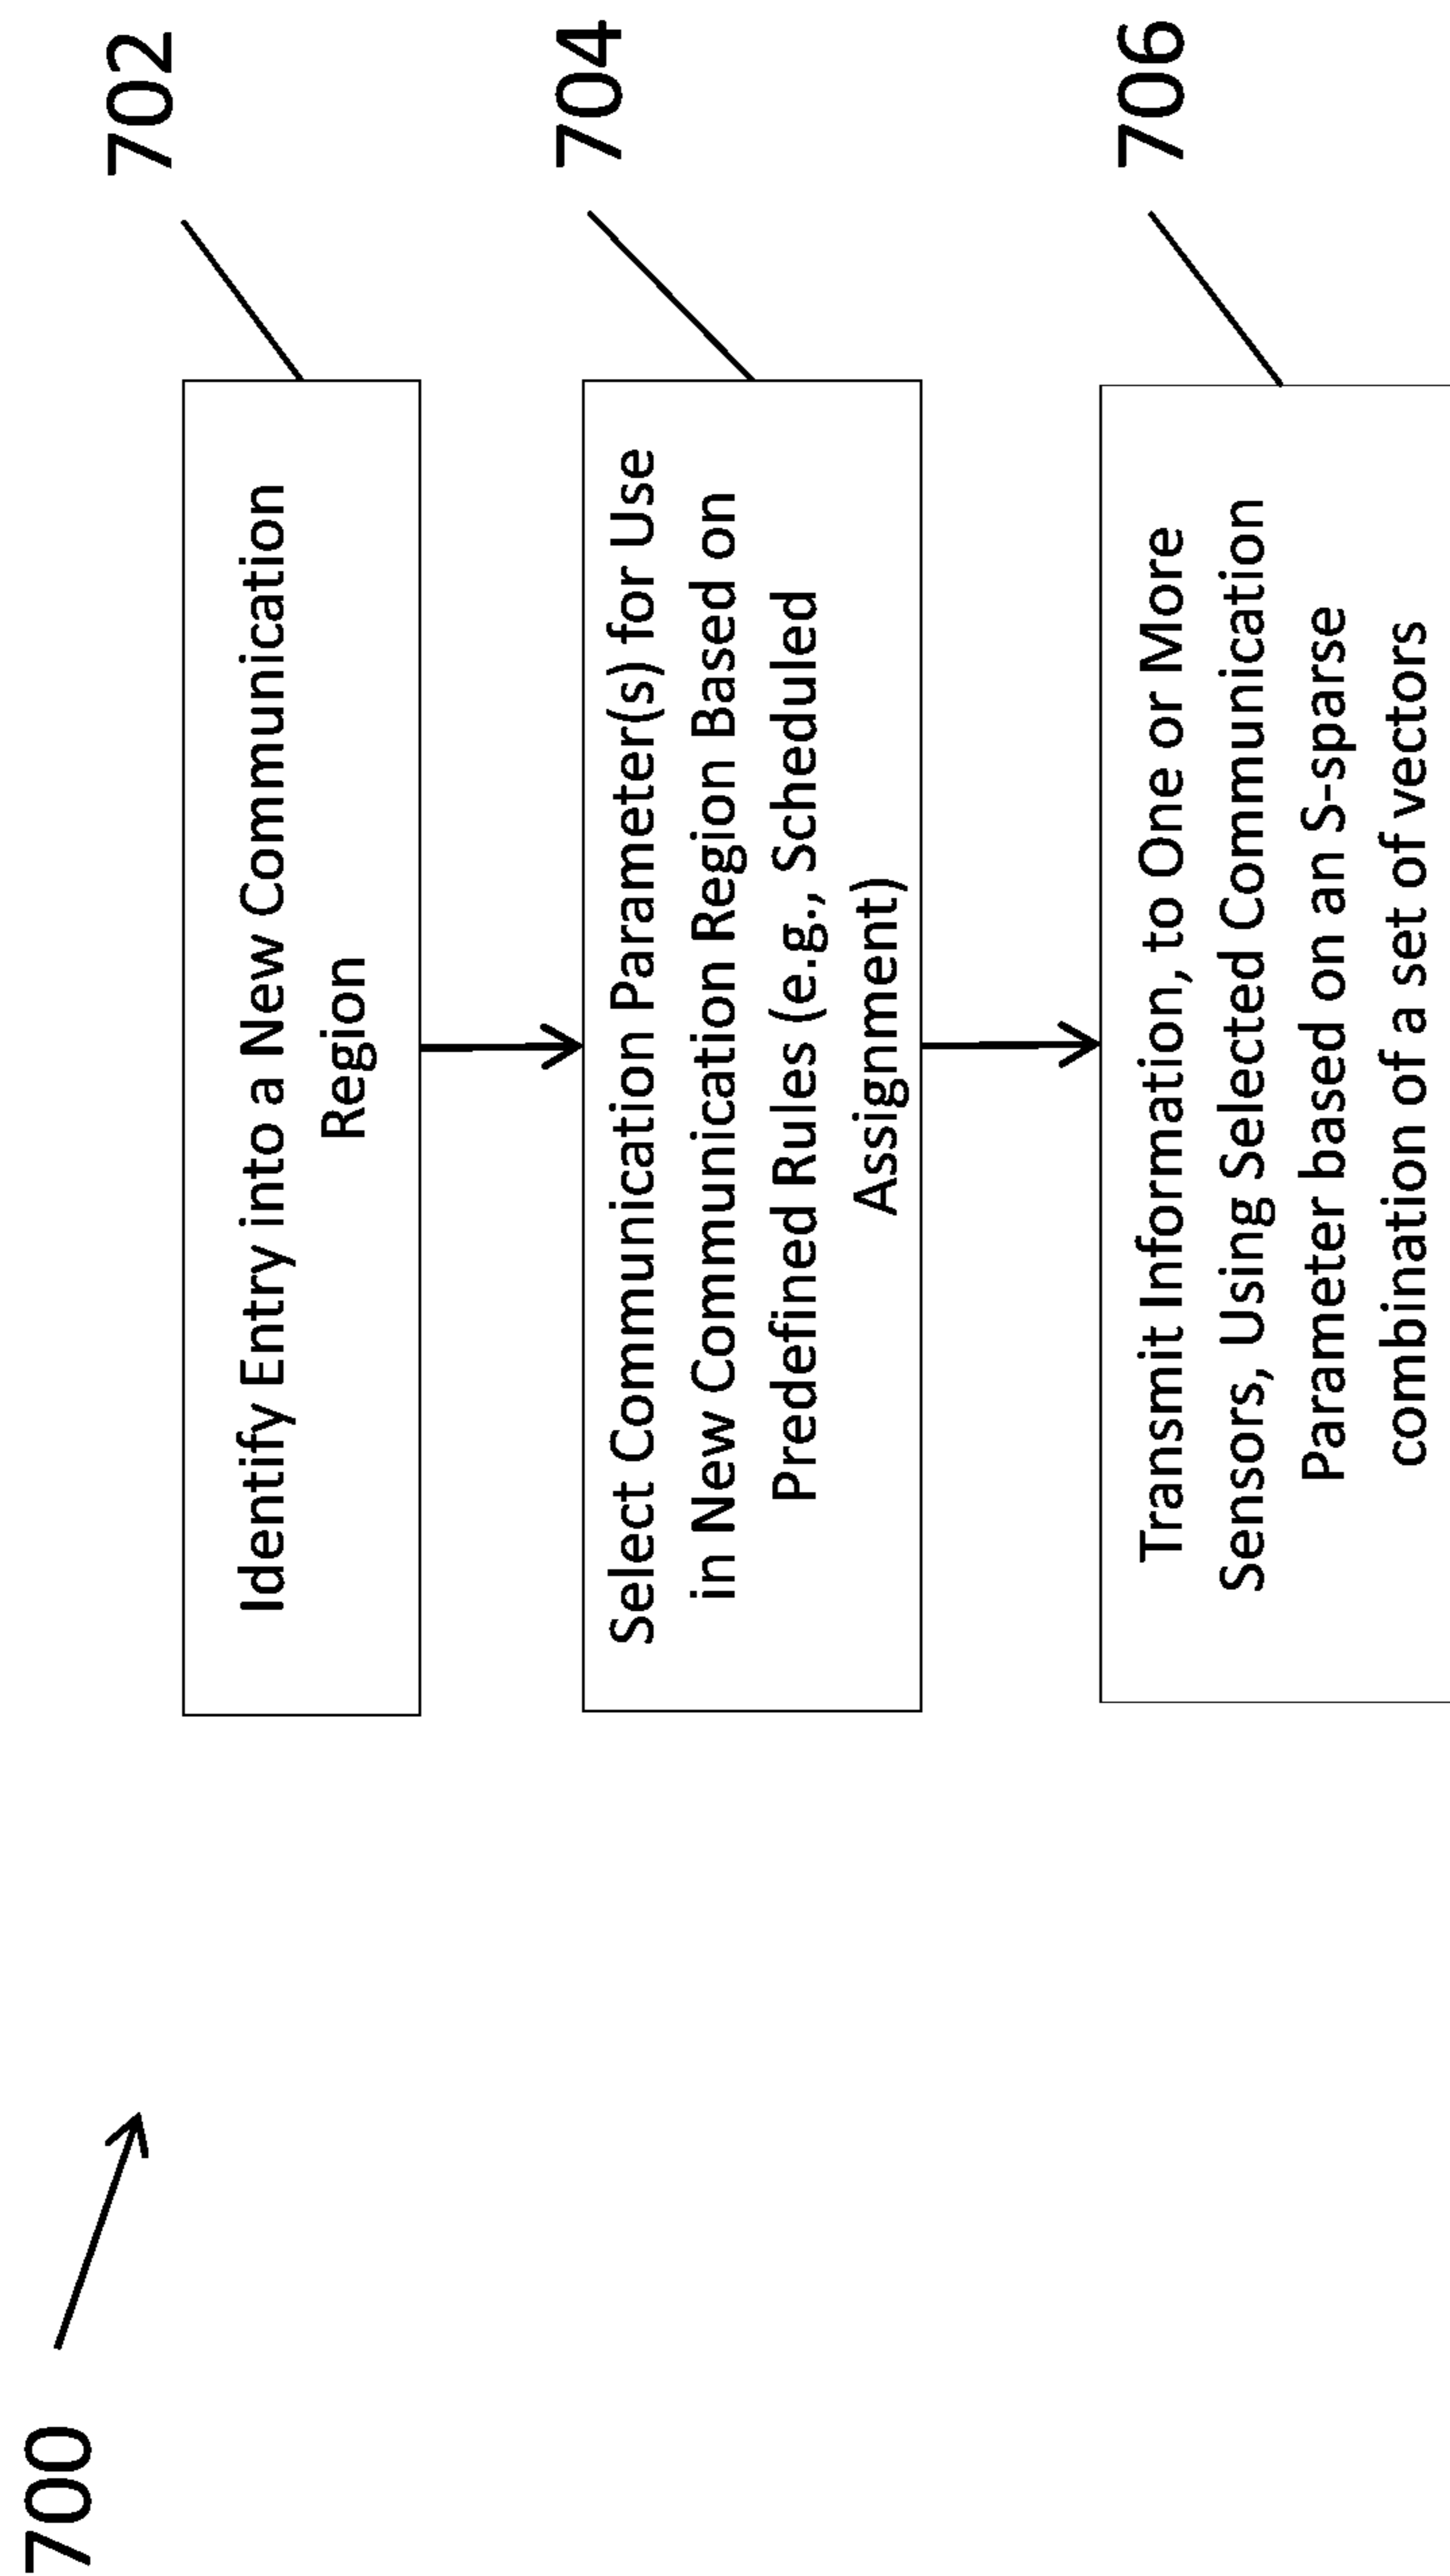 700
702
Identify Entry into a New Communication
Region
704
Select Communication Parameter(s) for Use
in New Communication Region Based on
Predefined Rules (e.g., Scheduled
Assignment)
706
Transmit Information, to One or More
Sensors, Using Selected Communication
Parameter based on an S-sparse
combination of a set of vectors